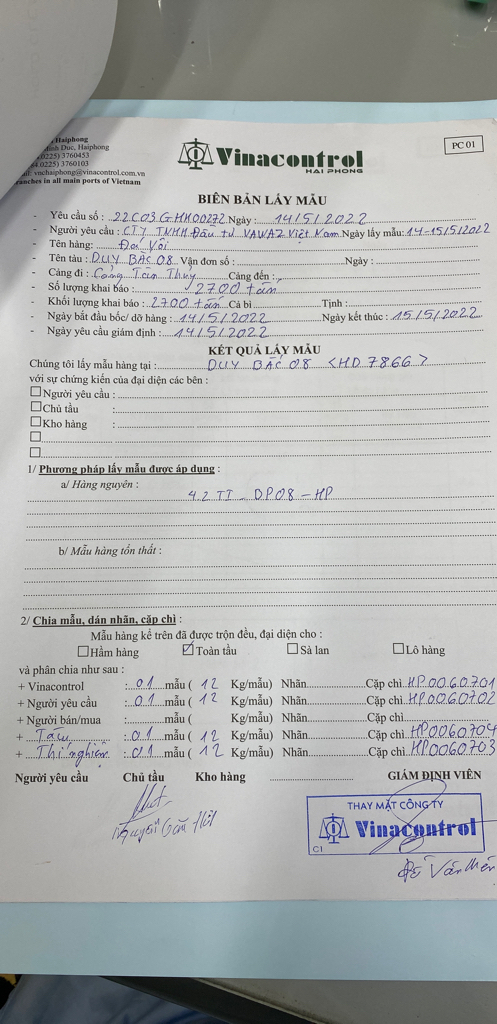 Haiphong
Minh Duc, Haiphong
0225) 3760453
0225) 3760103
vnchaiphong@vinacontrol.com.vn
ranches in all main ports of Vietnam
Vinacontrol
HAI PHONG
PC 01
BIÊN BẢN LẤY MẪU
- Yêu cầu số : 22C03GHH00272 Ngày : 14/5/2022
- Người yêu cầu : CTY TNHH Đầu tư VAWAZ Việt Nam Ngày lấy mẫu: 14-15/5/2022
- Tên hàng: Đá Vôi
- Tên tàu : DUY BẮC 08 Vận đơn số : Ngày :
- Cảng đi : Cảng Tân Thủy Cảng đến :
- Số lượng khai báo : 2700 tấn
- Khối lượng khai báo : 2700 tấn Cả bì : Tịnh :
- Ngày bắt đầu bốc/ dỡ hàng : 14/5/2022 Ngày kết thúc : 15/5/2022
- Ngày yêu cầu giám định : 14/5/2022
KẾT QUẢ LẤY MẪU
Chúng tôi lấy mẫu hàng tại : DUY BẮC 08 <HD 7866>
với sự chứng kiến của đại diện các bên :
Người yêu cầu :
Chủ tầu :
Kho hàng :
1/ Phương pháp lấy mẫu được áp dụng :
a/ Hàng nguyên :
4.2 TT - DP08 - HP
b/ Mẫu hàng tổn thất :
2/ Chia mẫu, dán nhãn, cặp chì :
Mẫu hàng kể trên đã được trộn đều, đại diện cho :
Hầm hàng Toàn tầu Sà lan Lô hàng
và phân chia như sau :
+ Vinacontrol : 01 mẫu ( 12 Kg/mẫu) Nhãn Cặp chì HP0060701
+ Người yêu cầu : 01 mẫu ( 12 Kg/mẫu) Nhãn Cặp chì HP0060702
+ Người bán/mua : mẫu ( Kg/mẫu) Nhãn Cặp chì
+ Tàu : 01 mẫu ( 12 Kg/mẫu) Nhãn Cặp chì HP0060704
+ Thí nghiệm : 01 mẫu ( 12 Kg/mẫu) Nhãn Cặp chì HP0060703
Người yêu cầu Chủ tầu Kho hàng GIÁM ĐỊNH VIÊN
THAY MẶT CÔNG TY
Vinacontrol
C1
Nguyễn
Đỗ Văn